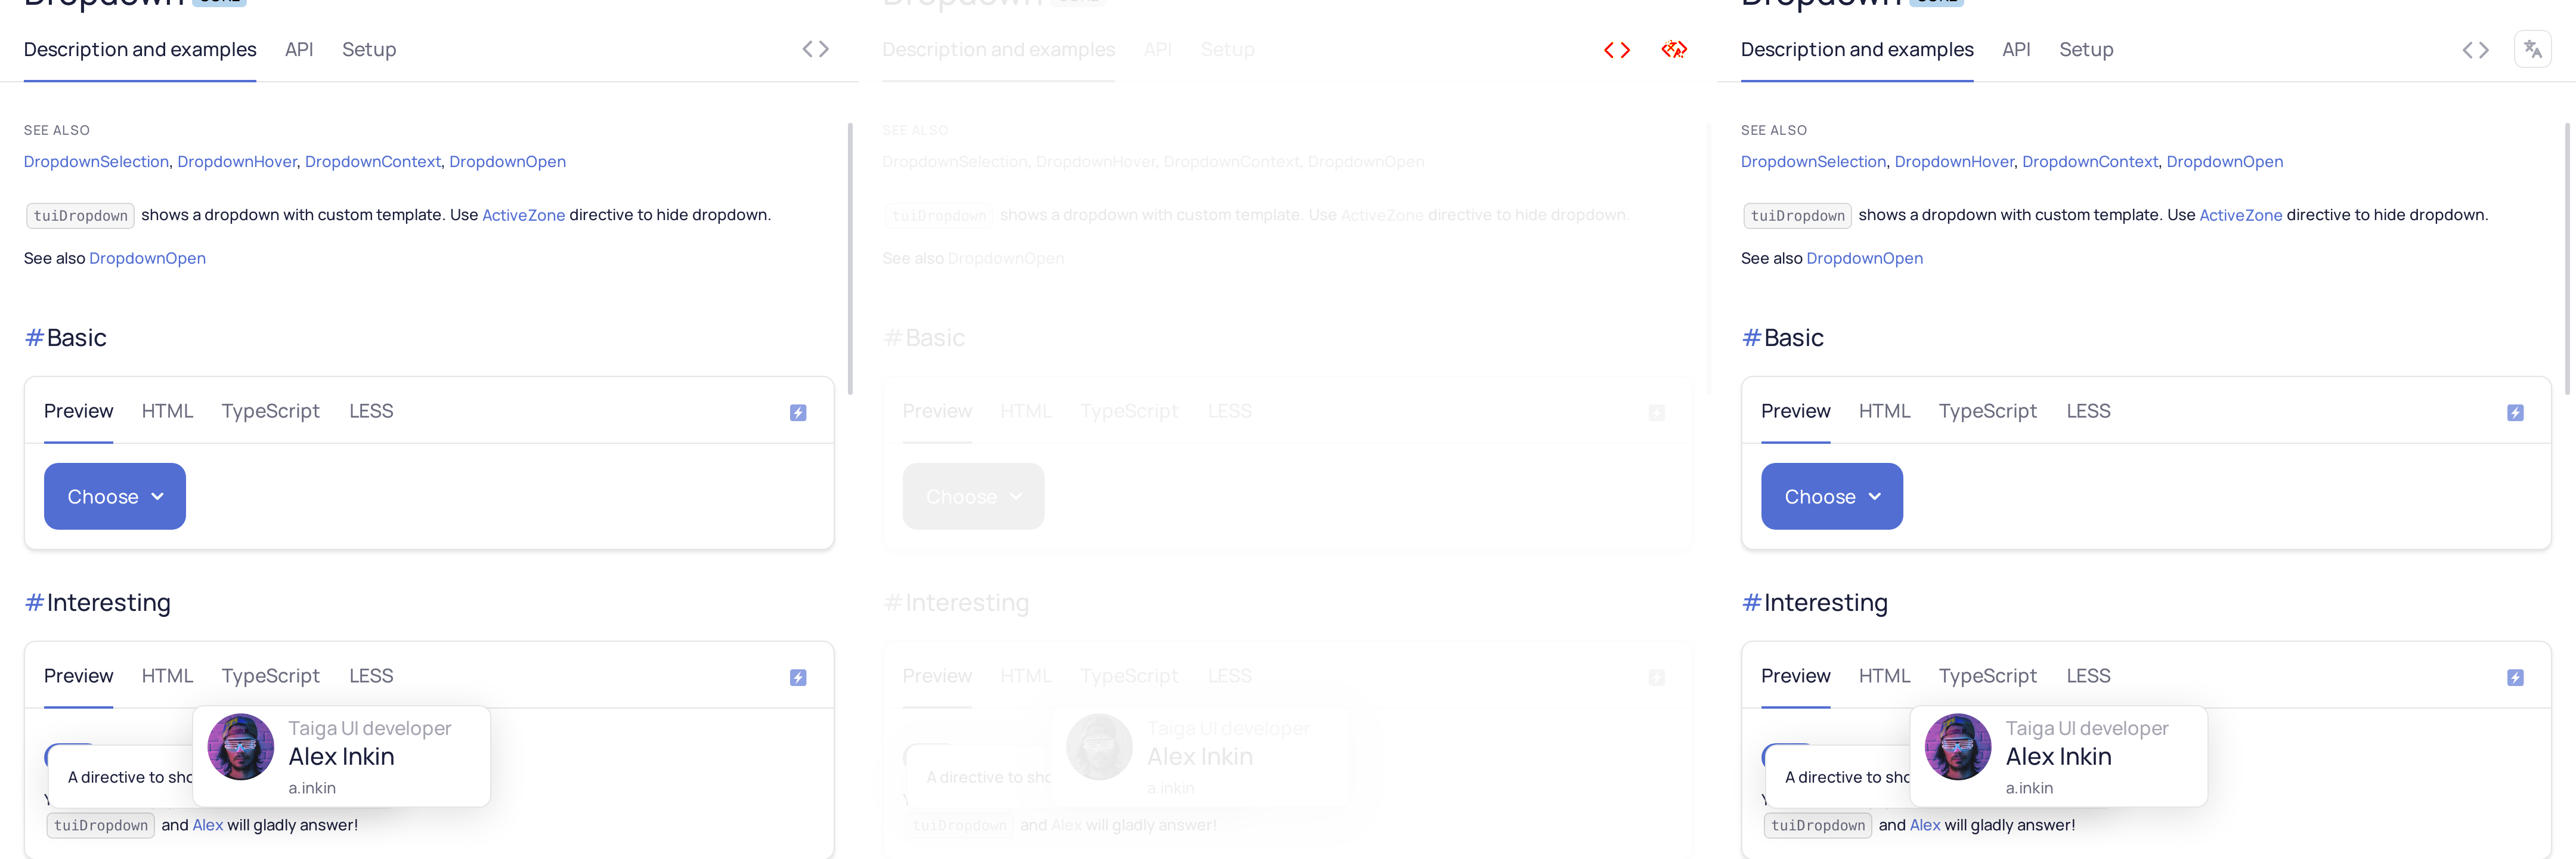 Dropdown CORE
Description and examples API Setup
SEE ALSO
DropdownSelection, DropdownHover, DropdownContext, DropdownOpen
tuiDropdown shows a dropdown with custom template. Use ActiveZone directive to hide dropdown.
See also DropdownOpen
#Basic
Preview HTML TypeScript LESS
Choose
#Interesting
Preview HTML TypeScript LESS
Taiga UI developer
Alex Inkin
A directive to sho
a.inkin
tuiDropdown and Alex will gladly answer!
Dropdown CORE
Description and examples API Setup
SEE ALSO
DropdownSelection, DropdownHover, DropdownContext, DropdownOpen
tuiDropdown shows a dropdown with custom template. Use ActiveZone directive to hide dropdown.
See also DropdownOpen
#Basic
Preview HTML TypeScript LESS
Choose
#Interesting
Preview HTML TypeScript LESS
Taiga UI developer
Alex Inkin
A directive to sho
a.inkin
tuiDropdown and Alex will gladly answer!
Dropdown CORE
Description and examples API Setup
SEE ALSO
DropdownSelection, DropdownHover, DropdownContext, DropdownOpen
tuiDropdown shows a dropdown with custom template. Use ActiveZone directive to hide dropdown.
See also DropdownOpen
#Basic
Preview HTML TypeScript LESS
Choose
#Interesting
Preview HTML TypeScript LESS
Taiga UI developer
Alex Inkin
A directive to sho
a.inkin
tuiDropdown and Alex will gladly answer!